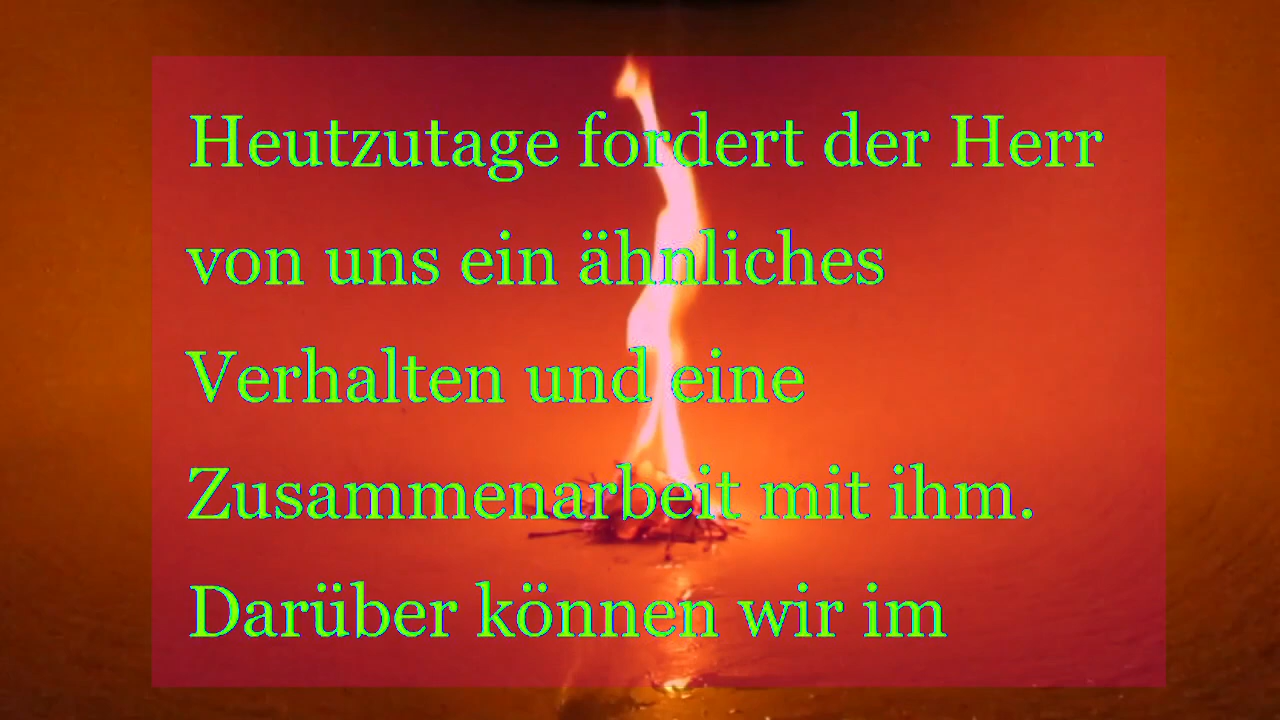 Heutzutage fordert der Herr
von uns ein ähnliches
Verhalten und eine
Zusammenarbeit mit ihm.
Darüber können wir im